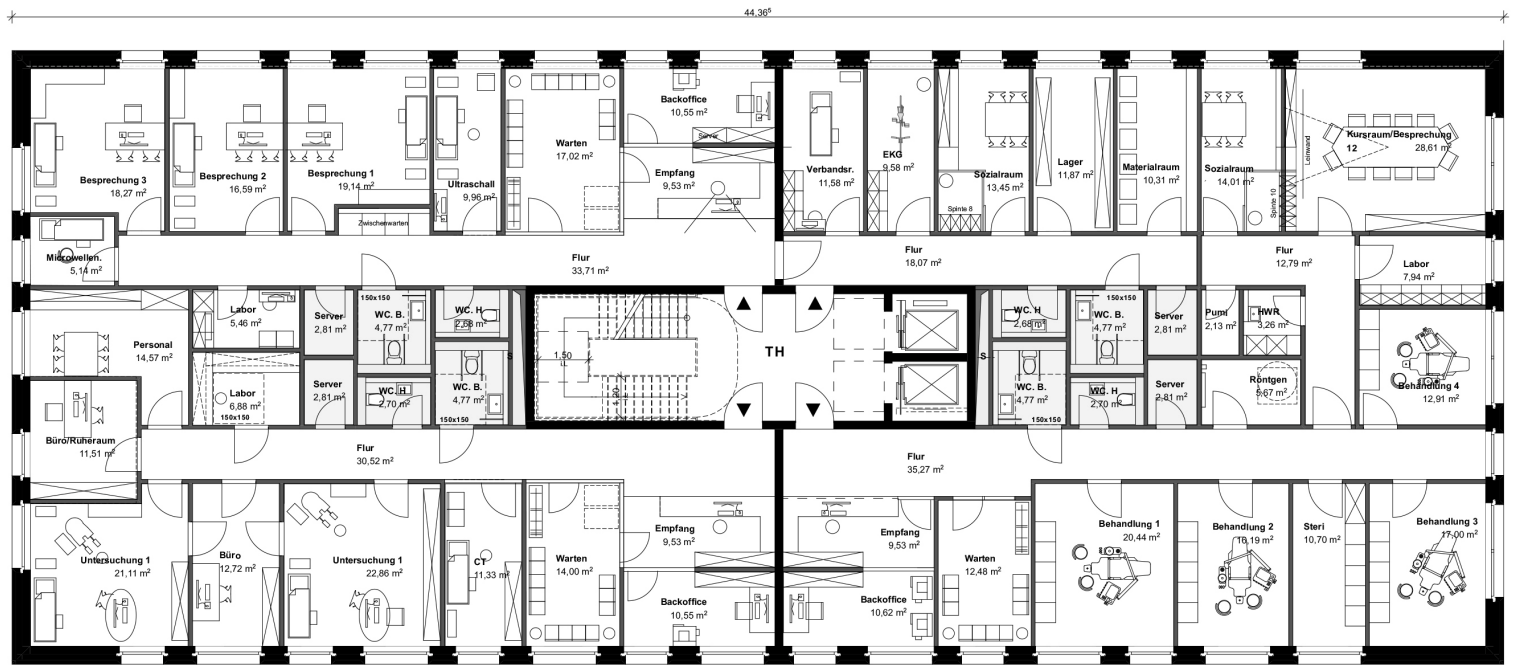 44,36⁵
Besprechung 3
18,27 m²
Besprechung 2
16,59 m²
Besprechung 1
19,14 m²
Zwischenwarten
Ultraschall
9,96 m²
Warten
17,02 m²
Backoffice
10,55 m²
Server
Empfang
9,53 m²
Verbandsr.
11,58 m²
EKG
9,58 m²
Sozialraum
13,45 m²
Spinte 8
Lager
11,87 m²
Materialraum
10,31 m²
Sozialraum
14,01 m²
Spinte 10
Leinwand
Kursraum/Besprechung
12
28,61 m²
Microwellen.
5,14 m²
Flur
33,71 m²
Flur
18,07 m²
Flur
12,79 m²
Labor
7,94 m²
Personal
14,57 m²
Labor
5,46 m²
Server
2,81 m²
150x150
WC. B.
4,77 m²
WC. H
2,68 m²
Labor
6,88 m²
150x150
Server
2,81 m²
WC. H
2,70 m²
WC. B.
4,77 m²
150x150
S
1,50
1,20
TH
S
WC. H
2,68 m²
150x150
WC. B.
4,77 m²
Server
2,81 m²
Pumi
2,13 m²
HWR
3,26 m²
WC. B.
4,77 m²
150x150
WC. H
2,70 m²
Server
2,81 m²
Röntgen
5,67 m²
Behandlung 4
12,91 m²
Büro/Ruheraum
11,51 m²
Flur
30,52 m²
Flur
35,27 m²
Untersuchung 1
21,11 m²
Büro
12,72 m²
Untersuchung 1
22,86 m²
CT
11,33 m²
Warten
14,00 m²
Empfang
9,53 m²
Backoffice
10,55 m²
Empfang
9,53 m²
Backoffice
10,62 m²
Warten
12,48 m²
Behandlung 1
20,44 m²
Behandlung 2
16,19 m²
Steri
10,70 m²
Behandlung 3
17,00 m²